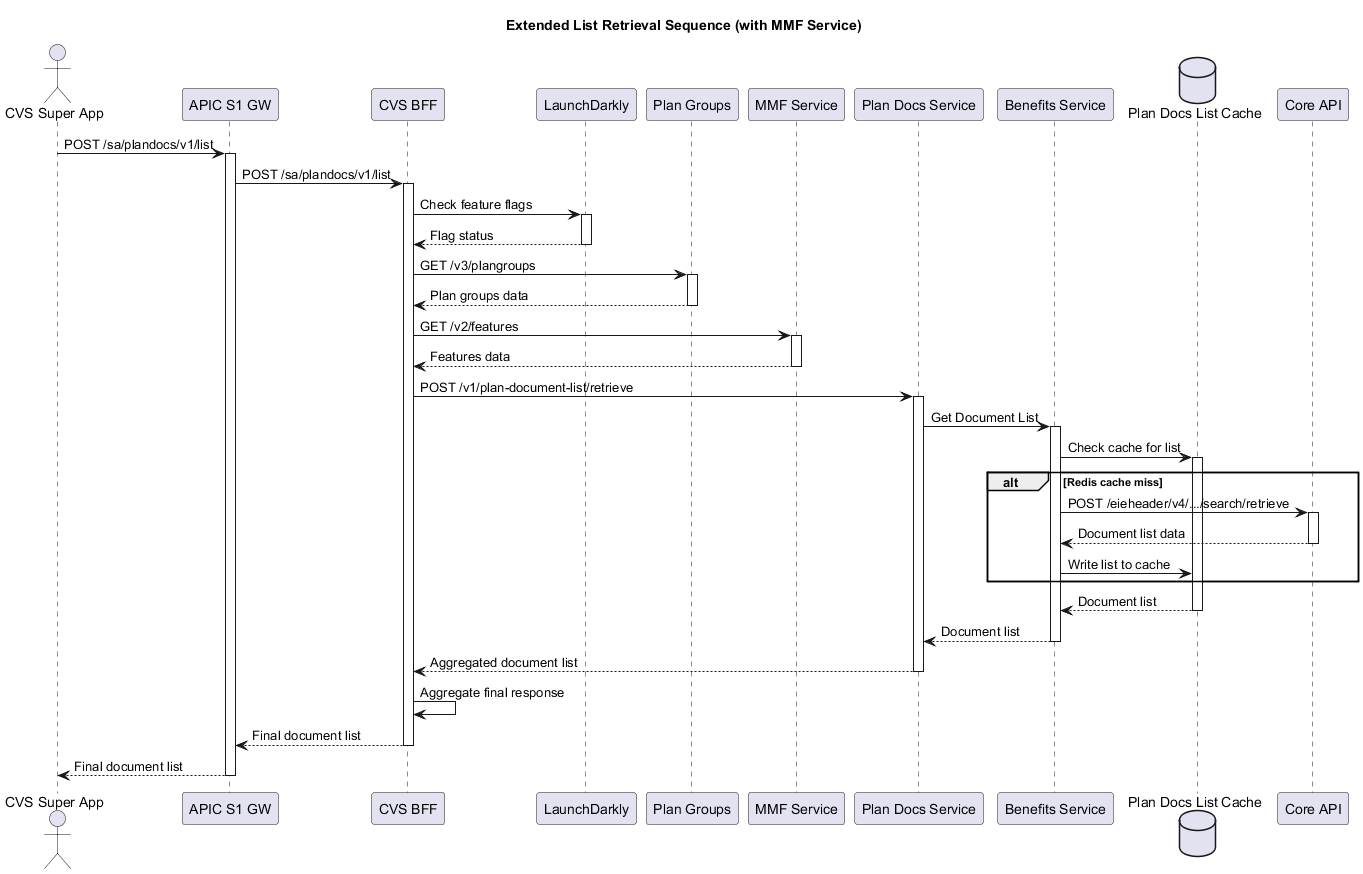 Extended List Retrieval Sequence (with MMF Service)
CVS Super App
APIC S1 GW
CVS BFF
LaunchDarkly
Plan Groups
MMF Service
Plan Docs Service
Benefits Service
Plan Docs List Cache
Core API
POST /sa/plandocs/v1/list
POST /sa/plandocs/v1/list
Check feature flags
Flag status
GET /v3/plangroups
Plan groups data
GET /v2/features
Features data
POST /v1/plan-document-list/retrieve
Get Document List
Check cache for list
alt
[Redis cache miss]
POST /eieheader/v4/.../search/retrieve
Document list data
Write list to cache
Document list
Document list
Aggregated document list
Aggregate final response
Final document list
Final document list
CVS Super App
APIC S1 GW
CVS BFF
LaunchDarkly
Plan Groups
MMF Service
Plan Docs Service
Benefits Service
Plan Docs List Cache
Core API